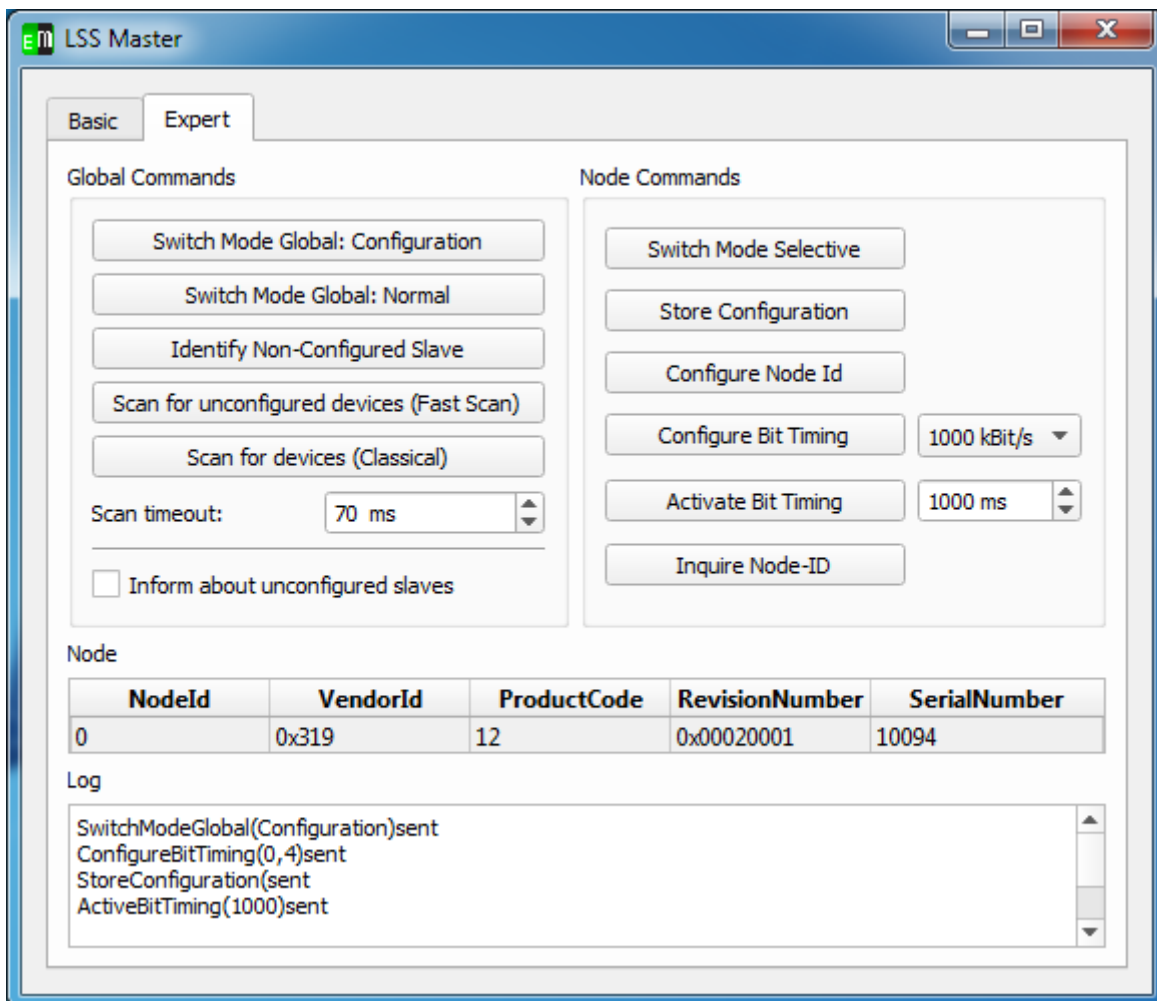 EM LSS Master
Basic Expert
Global Commands
Switch Mode Global: Configuration
Switch Mode Global: Normal
Identify Non-Configured Slave
Scan for unconfigured devices (Fast Scan)
Scan for devices (Classical)
Scan timeout: 70 ms
Inform about unconfigured slaves
Node Commands
Switch Mode Selective
Store Configuration
Configure Node Id
Configure Bit Timing 1000 kBit/s
Activate Bit Timing 1000 ms
Inquire Node-ID
Node
NodeId VendorId ProductCode RevisionNumber SerialNumber
0 0x319 12 0x00020001 10094
Log
SwitchModeGlobal(Configuration)sent
ConfigureBitTiming(0,4)sent
StoreConfiguration(sent
ActiveBitTiming(1000)sent